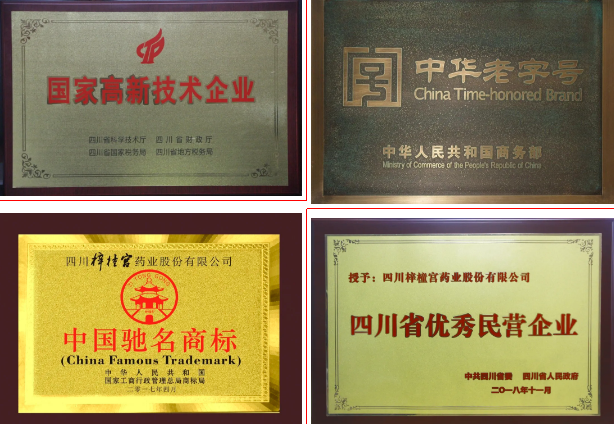 国家高新技术企业
四川省科学技术厅 四川省财政厅
四川省国家税务局 四川省地方税务局
中华老字号
China Time-honored Brand
中华人民共和国商务部
Ministry of Commerce of the People's Republic of China
四川梓橦宫药业股份有限公司
中国驰名商标
(China Famous Trademark)
中华人民共和国
国家工商行政管理总局商标局
二零一七年四月
授予：四川梓橦宫药业股份有限公司
四川省优秀民营企业
中共四川省委 四川省人民政府
二〇一八年十一月